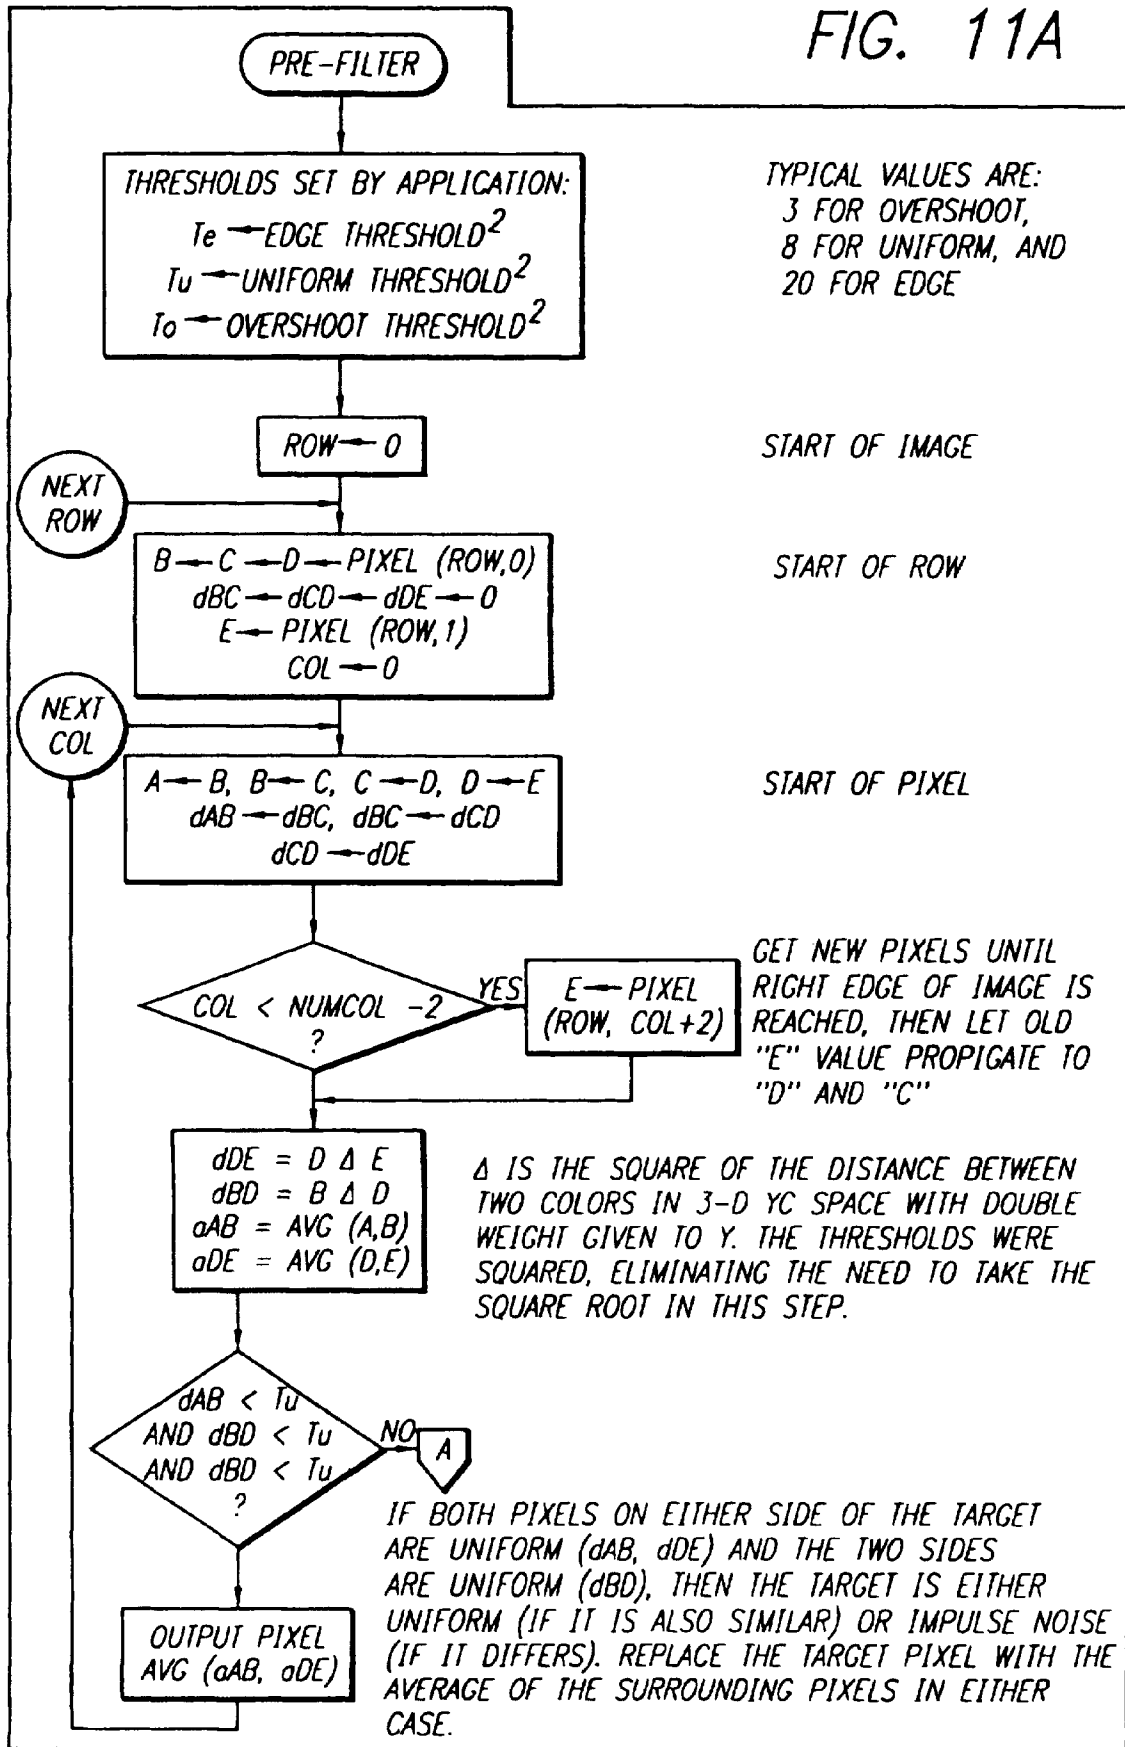 FIG. 11A
PRE-FILTER
THRESHOLDS SET BY APPLICATION:
Te ← EDGE THRESHOLD²
Tu ← UNIFORM THRESHOLD²
To ← OVERSHOOT THRESHOLD²
TYPICAL VALUES ARE:
3 FOR OVERSHOOT,
8 FOR UNIFORM, AND
20 FOR EDGE
ROW ← 0
START OF IMAGE
NEXT
ROW
B ← C ← D ← PIXEL (ROW,0)
dBC ← dCD ← dDE ← 0
E ← PIXEL (ROW,1)
COL ← 0
START OF ROW
NEXT
COL
A ← B, B ← C, C ← D, D ← E
dAB ← dBC, dBC ← dCD
dCD ← dDE
START OF PIXEL
COL < NUMCOL -2
?
YES
E ← PIXEL
(ROW, COL+2)
GET NEW PIXELS UNTIL
RIGHT EDGE OF IMAGE IS
REACHED, THEN LET OLD
"E" VALUE PROPIGATE TO
"D" AND "C"
dDE = D Δ E
dBD = B Δ D
aAB = AVG (A,B)
aDE = AVG (D,E)
Δ IS THE SQUARE OF THE DISTANCE BETWEEN
TWO COLORS IN 3-D YC SPACE WITH DOUBLE
WEIGHT GIVEN TO Y. THE THRESHOLDS WERE
SQUARED, ELIMINATING THE NEED TO TAKE THE
SQUARE ROOT IN THIS STEP.
dAB < Tu
AND dBD < Tu
AND dBD < Tu
?
NO
A
IF BOTH PIXELS ON EITHER SIDE OF THE TARGET
ARE UNIFORM (dAB, dDE) AND THE TWO SIDES
ARE UNIFORM (dBD), THEN THE TARGET IS EITHER
UNIFORM (IF IT IS ALSO SIMILAR) OR IMPULSE NOISE
(IF IT DIFFERS). REPLACE THE TARGET PIXEL WITH THE
AVERAGE OF THE SURROUNDING PIXELS IN EITHER
CASE.
OUTPUT PIXEL
AVG (aAB, aDE)